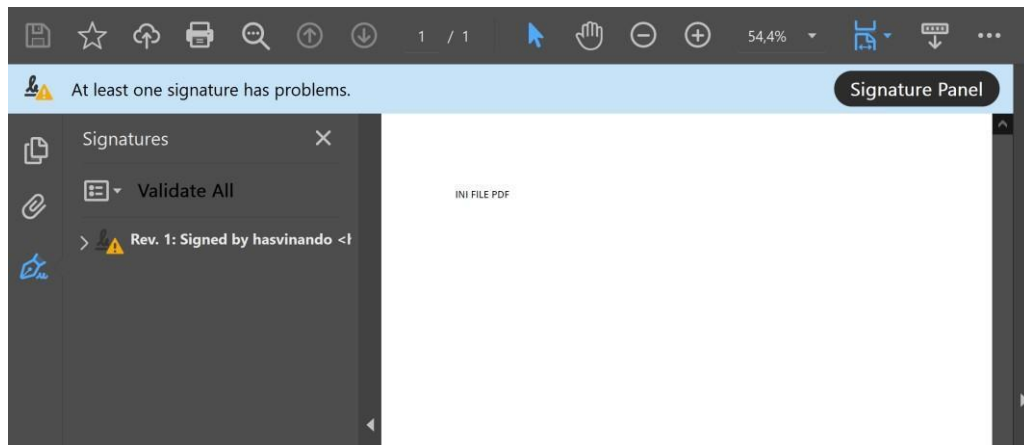 1 / 1
54,4%
At least one signature has problems.
Signature Panel
Signatures
Validate All
Rev. 1: Signed by hasvinando <
INI FILE PDF